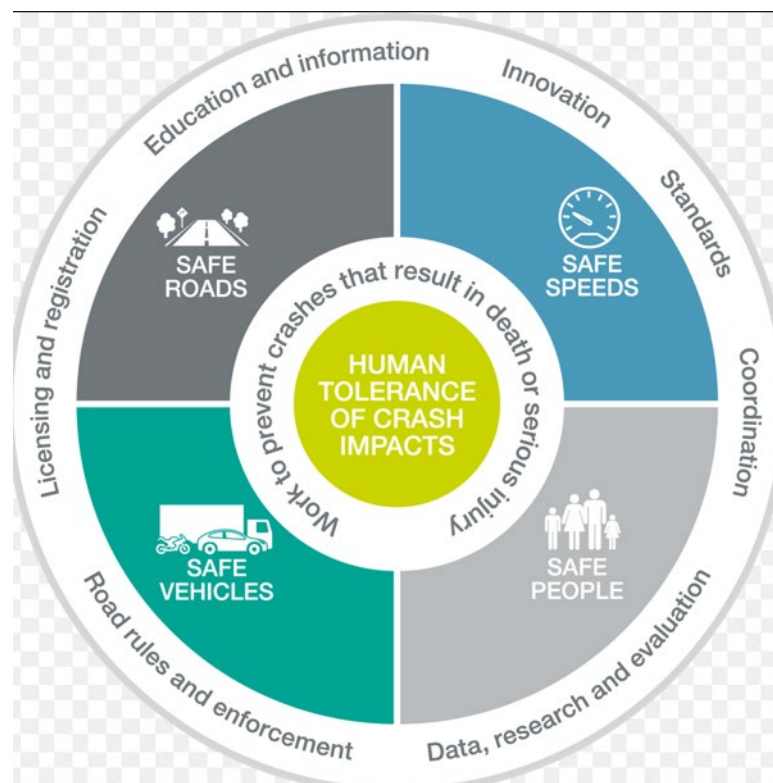 Education and information
Innovation
Standards
Coordination
Data, research and evaluation
Road rules and enforcement
Licensing and registration
SAFE
ROADS
SAFE
SPEEDS
SAFE
VEHICLES
SAFE
PEOPLE
Work to prevent crashes that result in death or serious injury
HUMAN
TOLERANCE
OF CRASH
IMPACTS